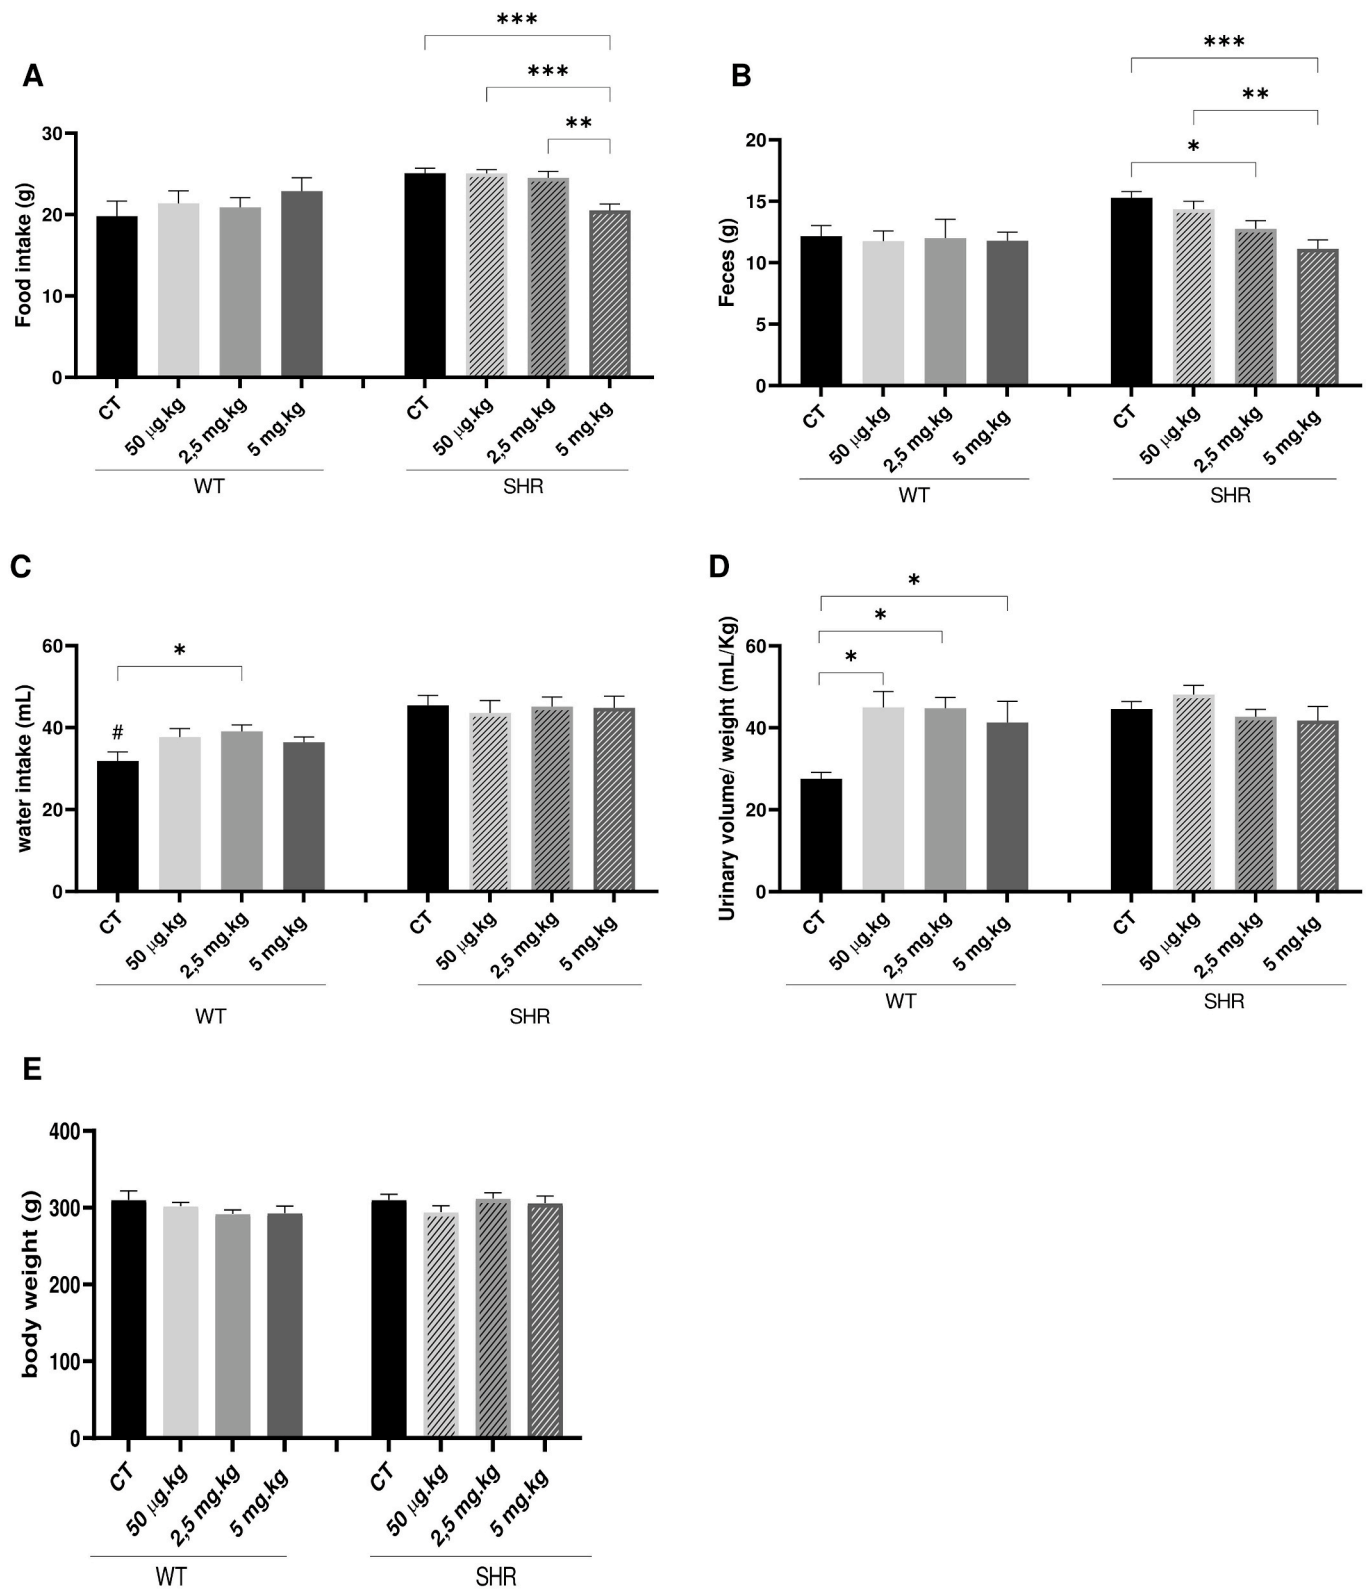 A
***
***
**
Food intake (g)
30
20
10
0
CT
50 µg.kg
2,5 mg.kg
5 mg.kg
CT
50 µg.kg
2,5 mg.kg
5 mg.kg
WT
SHR
B
***
**
*
Feces (g)
20
15
10
5
0
CT
50 µg.kg
2,5 mg.kg
5 mg.kg
CT
50 µg.kg
2,5 mg.kg
5 mg.kg
WT
SHR
C
*
#
water intake (mL)
60
40
20
0
CT
50 µg.kg
2,5 mg.kg
5 mg.kg
CT
50 µg.kg
2,5 mg.kg
5 mg.kg
WT
SHR
D
*
*
*
Urinary volume/ weight (mL/Kg)
60
40
20
0
CT
50 µg.kg
2,5 mg.kg
5 mg.kg
CT
50 µg.kg
2,5 mg.kg
5 mg.kg
WT
SHR
E
body weight (g)
400
300
200
100
0
CT
50 µg.kg
2,5 mg.kg
5 mg.kg
CT
50 µg.kg
2,5 mg.kg
5 mg.kg
WT
SHR